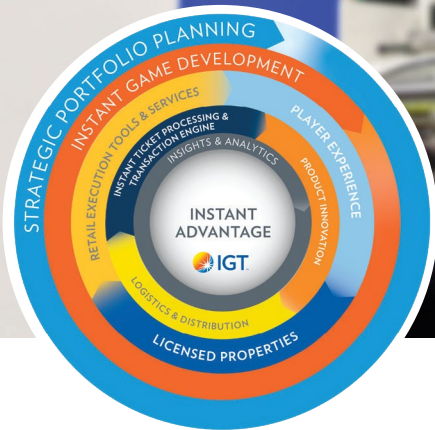 STRATEGIC PORTFOLIO PLANNING
INSTANT GAME DEVELOPMENT
RETAIL EXECUTION TOOLS & SERVICES
PLAYER EXPERIENCE
INSTANT TICKET PROCESSING &
TRANSACTION ENGINE
INSIGHTS & ANALYTICS
PRODUCT INNOVATION
INSTANT
ADVANTAGE
IGT
LOGISTICS & DISTRIBUTION
LICENSED PROPERTIES